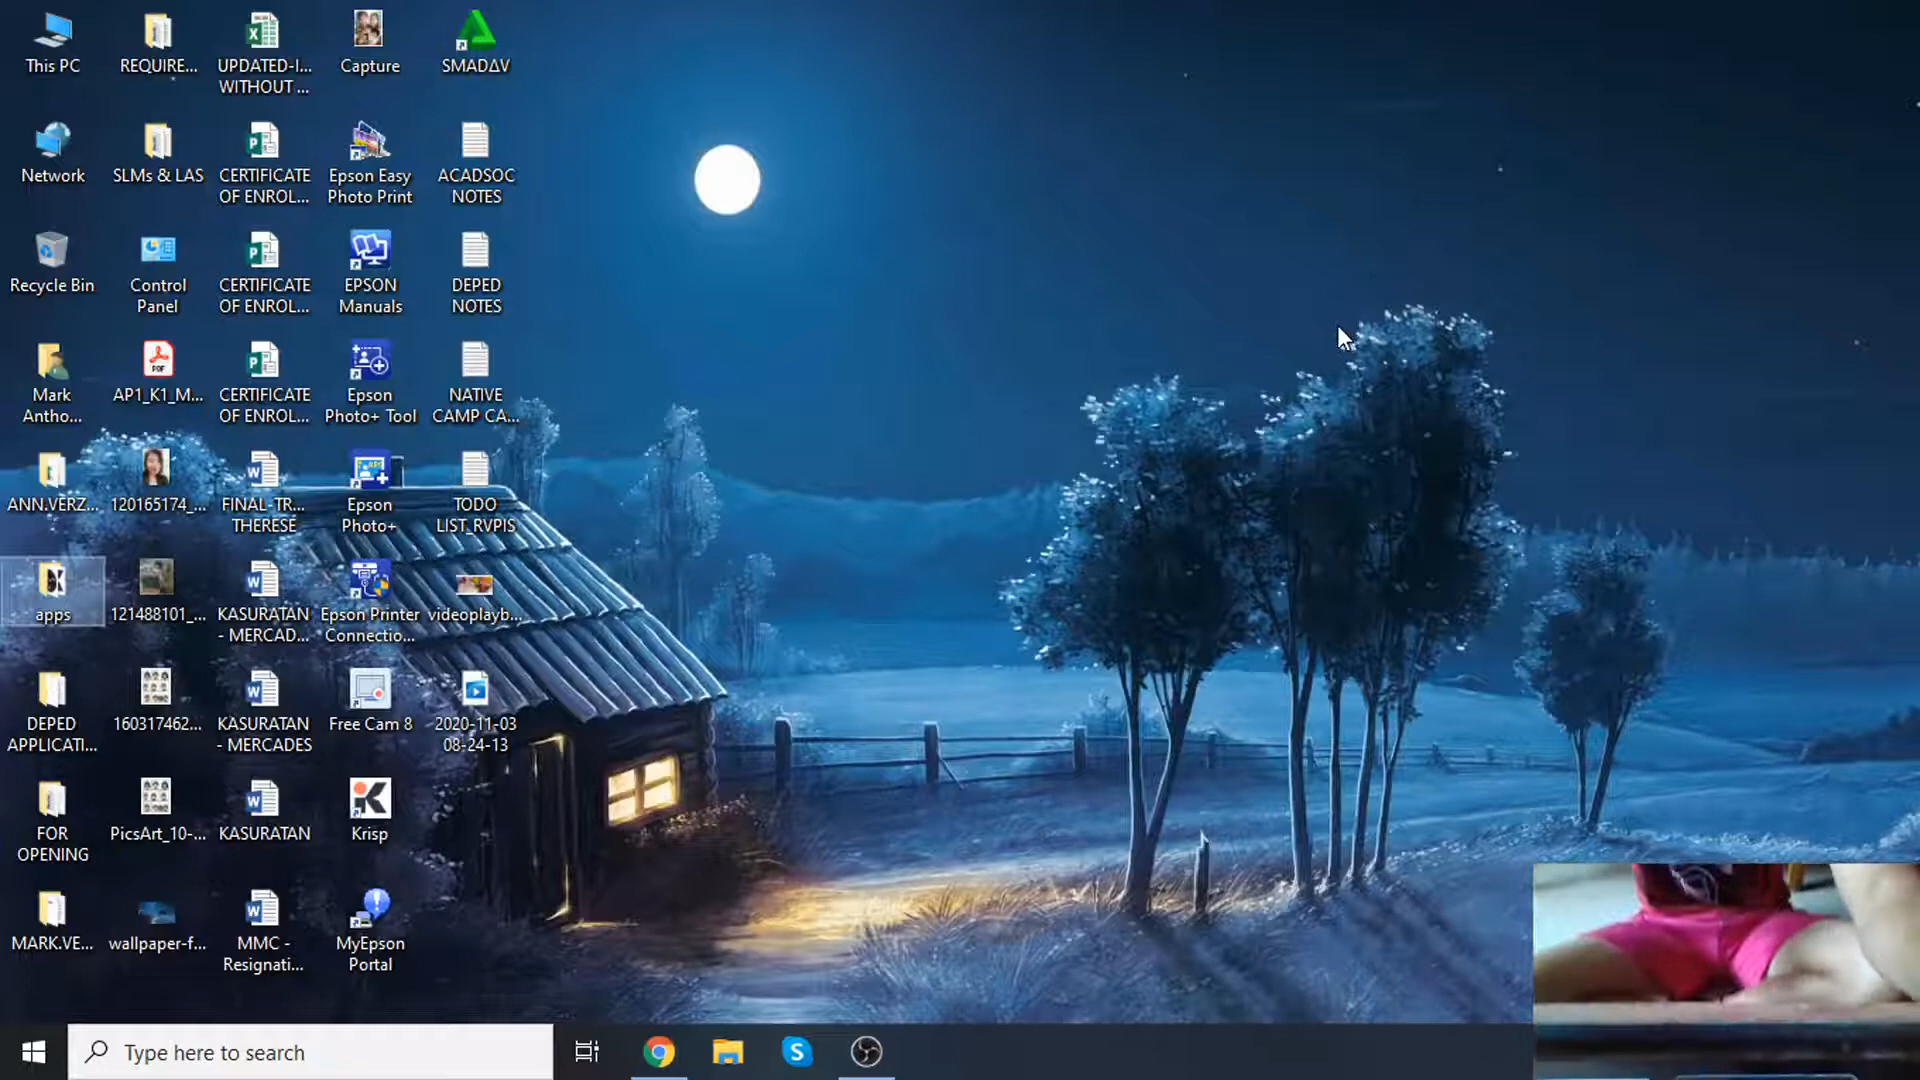 This PC
REQUIRE...
UPDATED-I...
WITHOUT ...
Capture
SMADΔV
Network
SLMs & LAS
CERTIFICATE
OF ENROL...
Epson Easy
Photo Print
ACADSOC
NOTES
Recycle Bin
Control
Panel
CERTIFICATE
OF ENROL...
EPSON
Manuals
DEPED
NOTES
Mark
Antho...
AP1_K1_M...
CERTIFICATE
OF ENROL...
Epson
Photo+ Tool
NATIVE
CAMP CA...
ANN.VERZ...
120165174_...
FINAL-TR...
THERESE
Epson
Photo+
TODO
LIST_RVPIS
apps
121488101_...
KASURATAN
- MERCAD...
Epson Printer
Connectio...
videoplayb...
DEPED
APPLICATI...
160317462...
KASURATAN
- MERCADES
Free Cam 8
2020-11-03
08-24-13
FOR
OPENING
PicsArt_10-...
KASURATAN
Krisp
MARK.VE...
wallpaper-f...
MMC -
Resignati...
MyEpson
Portal
Type here to search